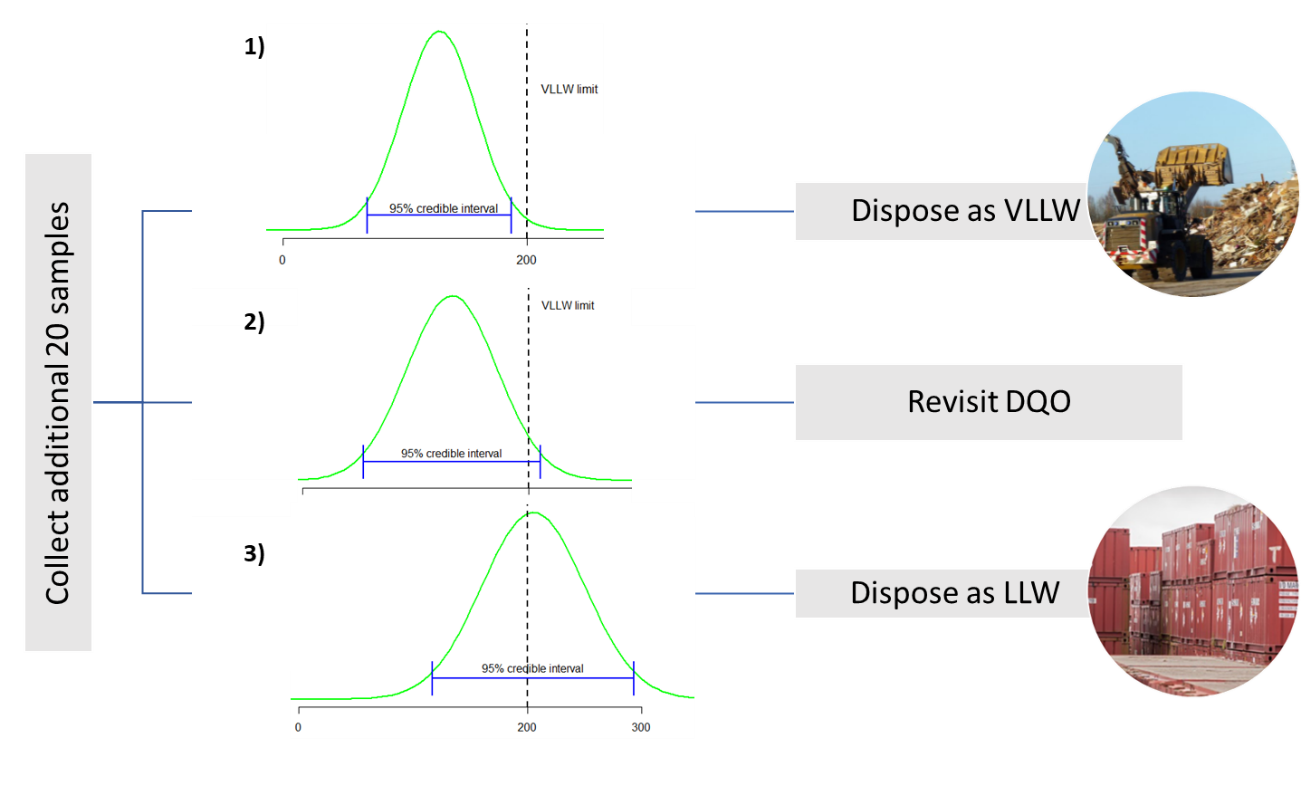 Collect additional 20 samples
1)
VLLW limit
95% credible interval
0
200
Dispose as VLLW
2)
VLLW limit
95% credible interval
Revisit DQO
3)
95% credible interval
0
200
300
Dispose as LLW